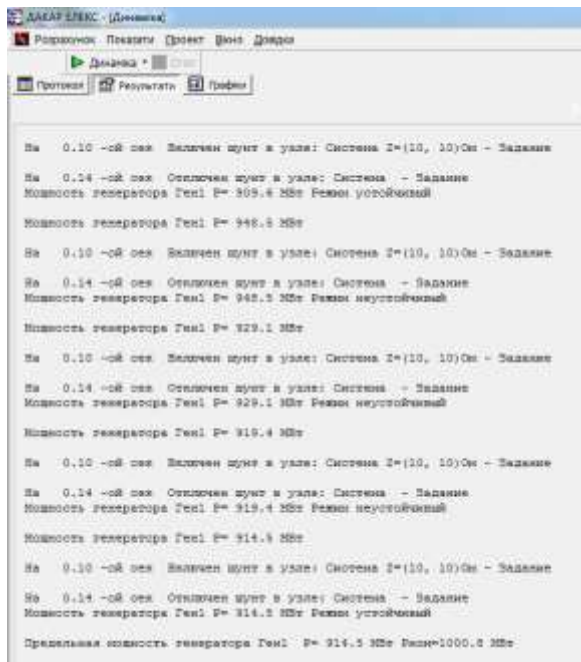 ДАКАР ЕЛЕКС - [Динамика]
Розрахунок Показати Проект Вікно Довідка
Динамика Стоп
Протокол Результати Графіки
На 0.10 -ой сек Включен шунт в узле: Система Z=(10, 10)Ом - Задание
На 0.14 -ой сек Отключен шунт в узле: Система - Задание
Мощность генератора Ген1 P= 909.6 МВт Режим устойчивый
Мощность генератора Ген1 P= 948.5 МВт
На 0.10 -ой сек Включен шунт в узле: Система Z=(10, 10)Ом - Задание
На 0.14 -ой сек Отключен шунт в узле: Система - Задание
Мощность генератора Ген1 P= 948.5 МВт Режим неустойчивый
Мощность генератора Ген1 P= 929.1 МВт
На 0.10 -ой сек Включен шунт в узле: Система Z=(10, 10)Ом - Задание
На 0.14 -ой сек Отключен шунт в узле: Система - Задание
Мощность генератора Ген1 P= 929.1 МВт Режим неустойчивый
Мощность генератора Ген1 P= 919.4 МВт
На 0.10 -ой сек Включен шунт в узле: Система Z=(10, 10)Ом - Задание
На 0.14 -ой сек Отключен шунт в узле: Система - Задание
Мощность генератора Ген1 P= 919.4 МВт Режим неустойчивый
Мощность генератора Ген1 P= 914.5 МВт
На 0.10 -ой сек Включен шунт в узле: Система Z=(10, 10)Ом - Задание
На 0.14 -ой сек Отключен шунт в узле: Система - Задание
Мощность генератора Ген1 P= 914.5 МВт Режим устойчивый
Предельная мощность генератора Ген1 P= 914.5 МВт Рном=1000.0 МВт